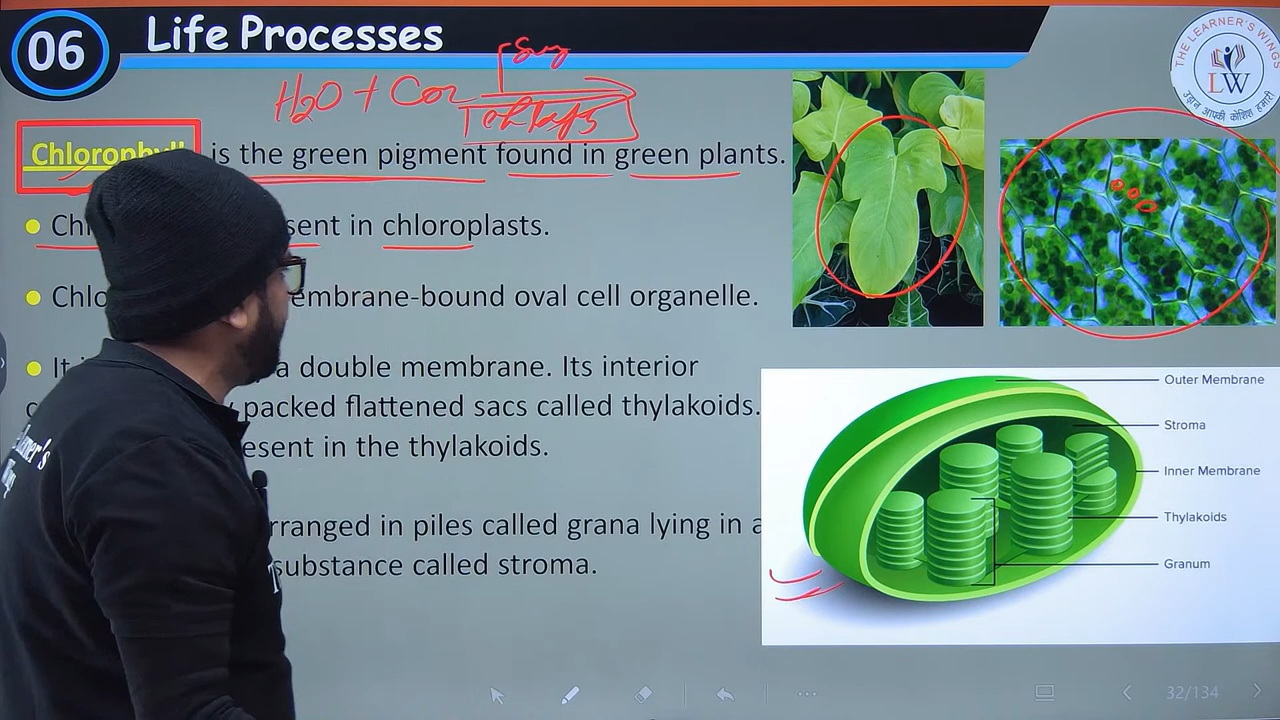 06
Life Processes
THE LEARNER'S WINGS
LW
उड़ान आपकी कोशिश हमारी
H2O + Co2
Chlorophyll is the green pigment found in green plants.
Chl sent in chloroplasts.
Chlo embrane-bound oval cell organelle.
It a double membrane. Its interior
c packed flattened sacs called thylakoids.
esent in the thylakoids.
rranged in piles called grana lying in a
substance called stroma.
Outer Membrane
Stroma
Inner Membrane
Thylakoids
Granum
32/134